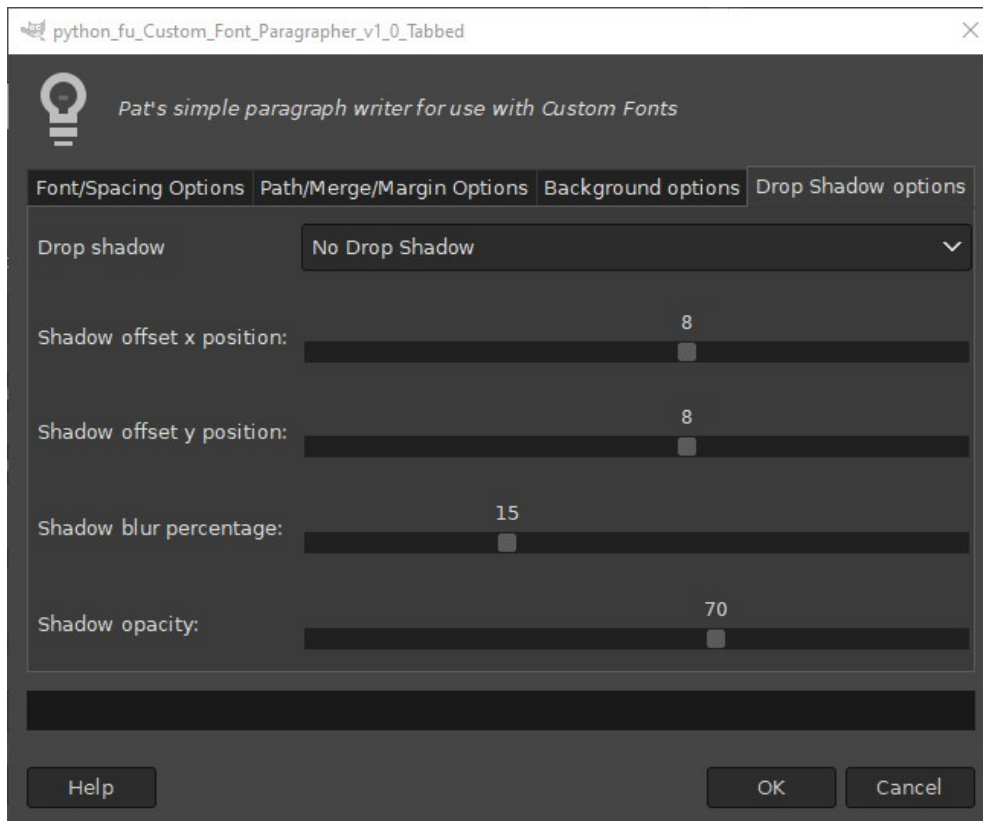 python_fu_Custom_Font_Paragrapher_v1_0_Tabbed
Pat's simple paragraph writer for use with Custom Fonts
Font/Spacing Options Path/Merge/Margin Options Background options Drop Shadow options
Drop shadow No Drop Shadow
8
Shadow offset x position:
8
Shadow offset y position:
15
Shadow blur percentage:
70
Shadow opacity:
Help OK Cancel